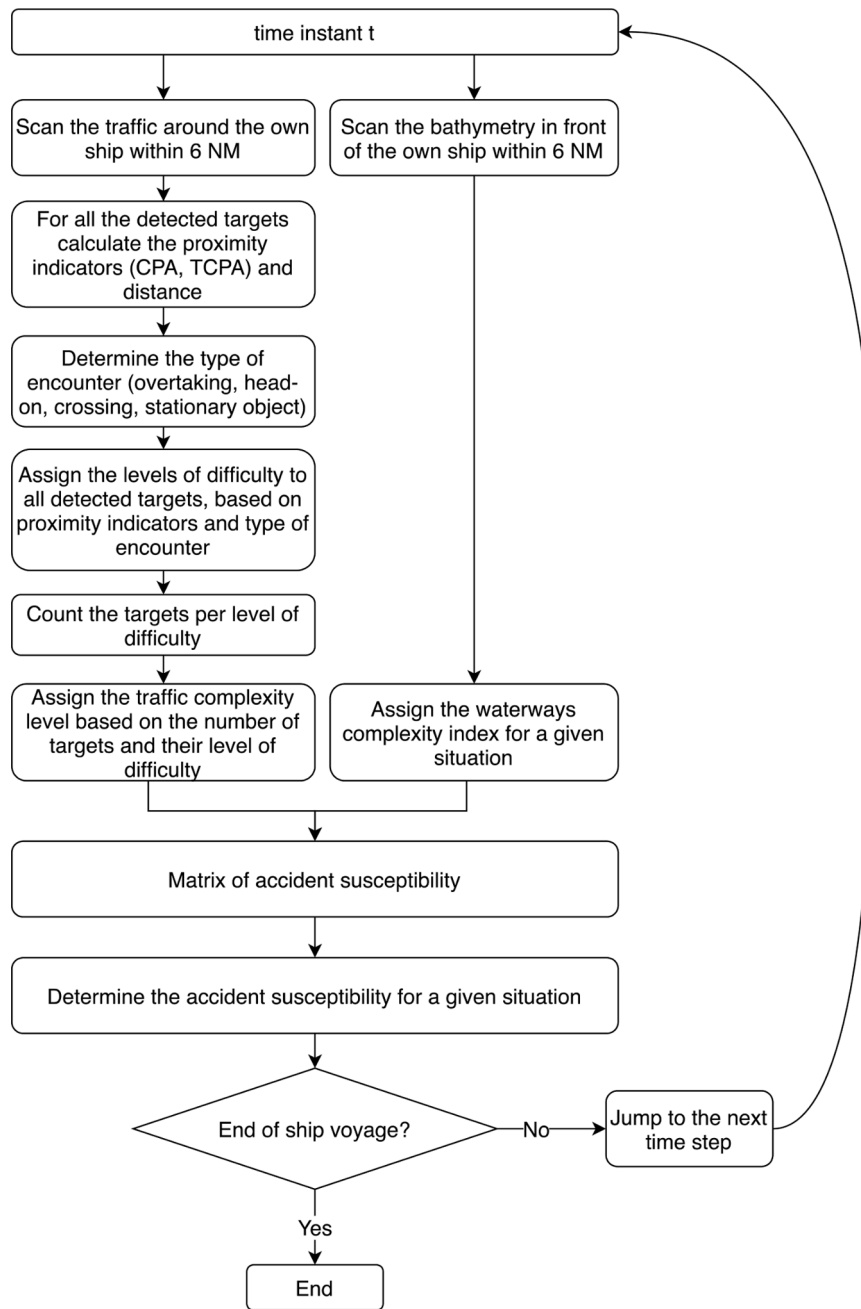 time instant t
Scan the traffic around the own
ship within 6 NM
Scan the bathymetry in front
of the own ship within 6 NM
For all the detected targets
calculate the proximity
indicators (CPA, TCPA) and
distance
Determine the type of
encounter (overtaking, head-
on, crossing, stationary object)
Assign the levels of difficulty to
all detected targets, based on
proximity indicators and type of
encounter
Count the targets per level of
difficulty
Assign the traffic complexity
level based on the number of
targets and their level of
difficulty
Assign the waterways
complexity index for a given
situation
Matrix of accident susceptibility
Determine the accident susceptibility for a given situation
End of ship voyage?
No
Jump to the next
time step
Yes
End